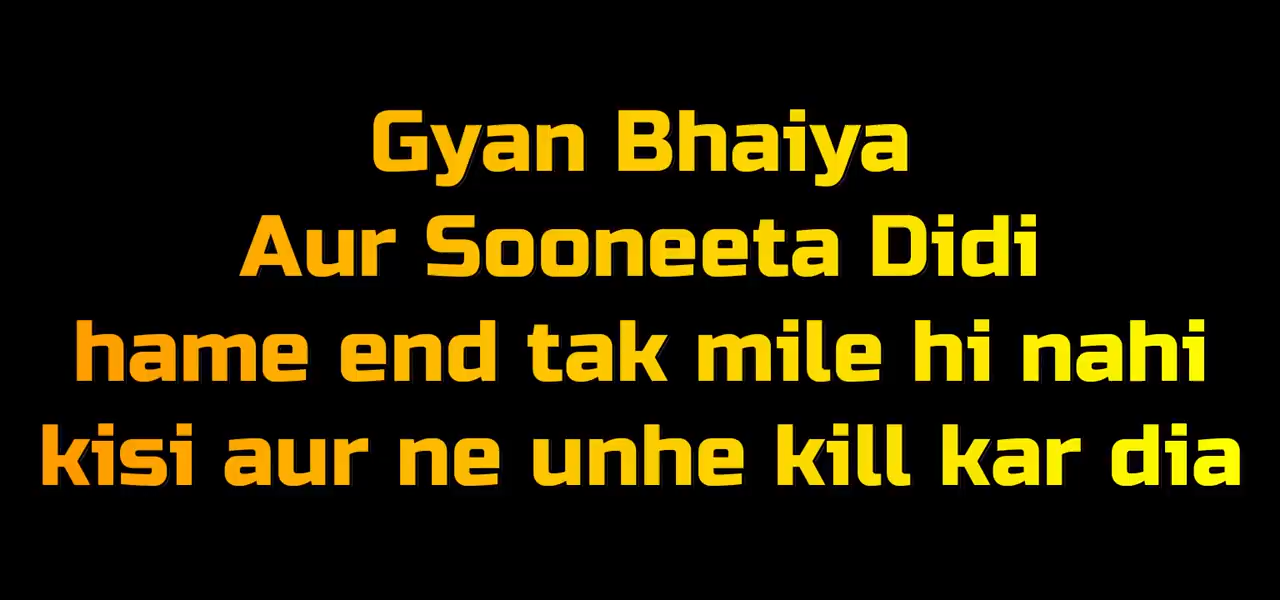 Gyan Bhaiya
Aur Sooneeta Didi
hame end tak mile hi nahi
kisi aur ne unhe kill kar dia